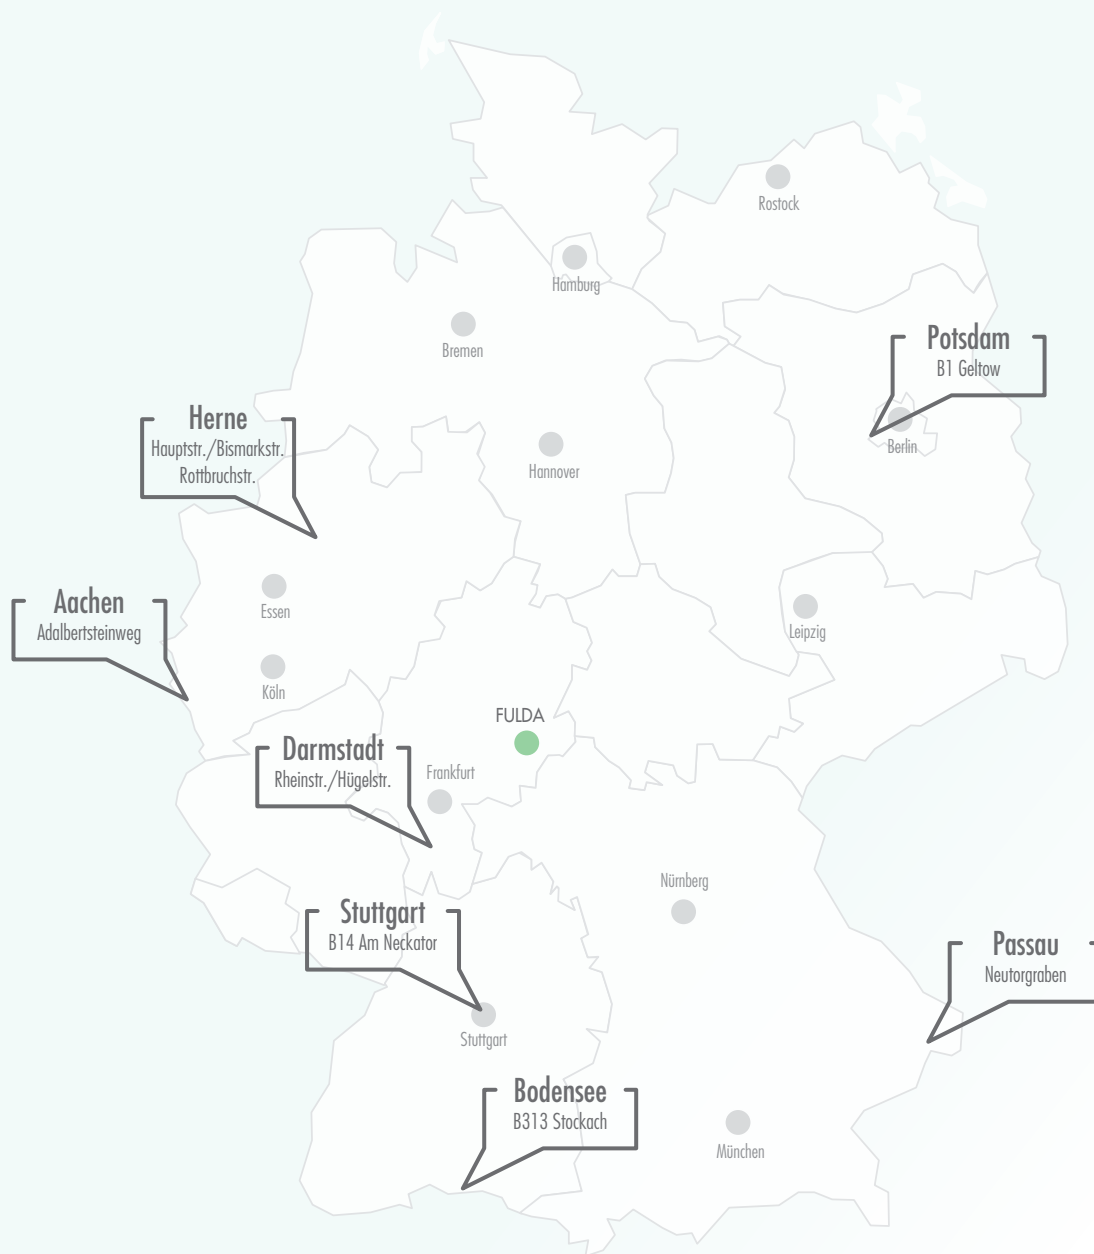 Rostock
Hamburg
Bremen
Potsdam
B1 Geltow
Berlin
Herne
Hauptstr./Bismarkstr.
Rottbruchstr.
Hannover
Essen
Aachen
Adalbertsteinweg
Leipzig
Köln
FULDA
Darmstadt
Rheinstr./Hügelstr.
Frankfurt
Nürnberg
Stuttgart
B14 Am Neckator
Passau
Neutorgraben
Stuttgart
Bodensee
B313 Stockach
München